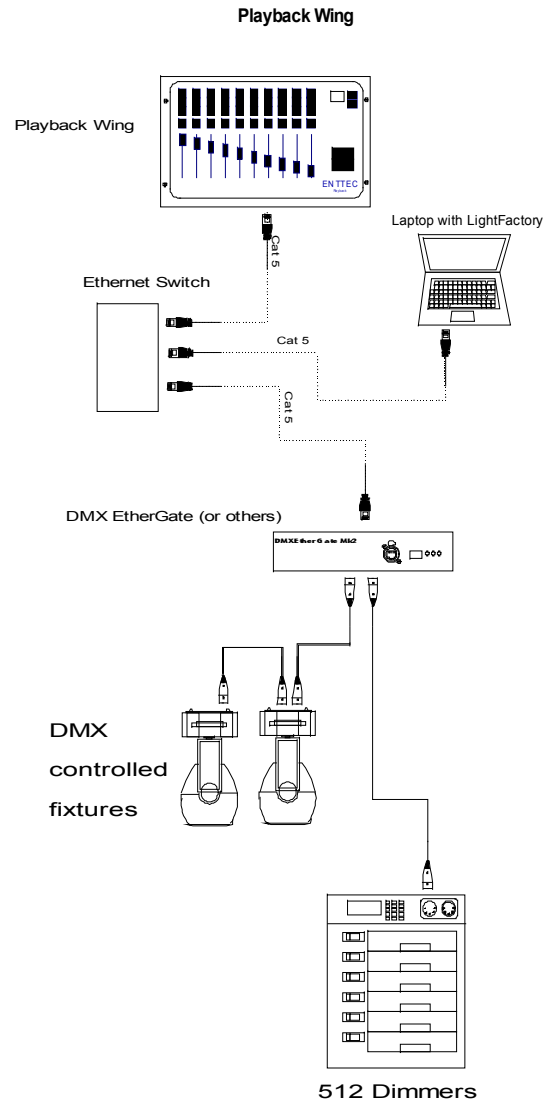 Playback Wing
Playback Wing
ENTTEC
Laptop with LightFactory
Cat 5
Ethernet Switch
Cat 5
Cat 5
DMX EtherGate (or others)
DMXEtherGate Mk2
DMX
controlled
fixtures
512 Dimmers